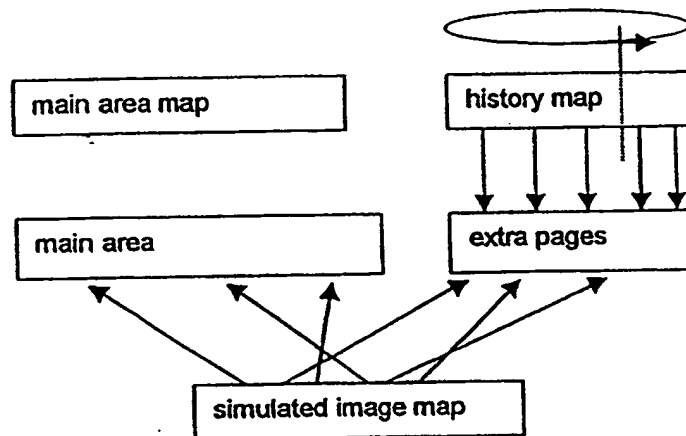 main area map
history map
main area
extra pages
simulated image map